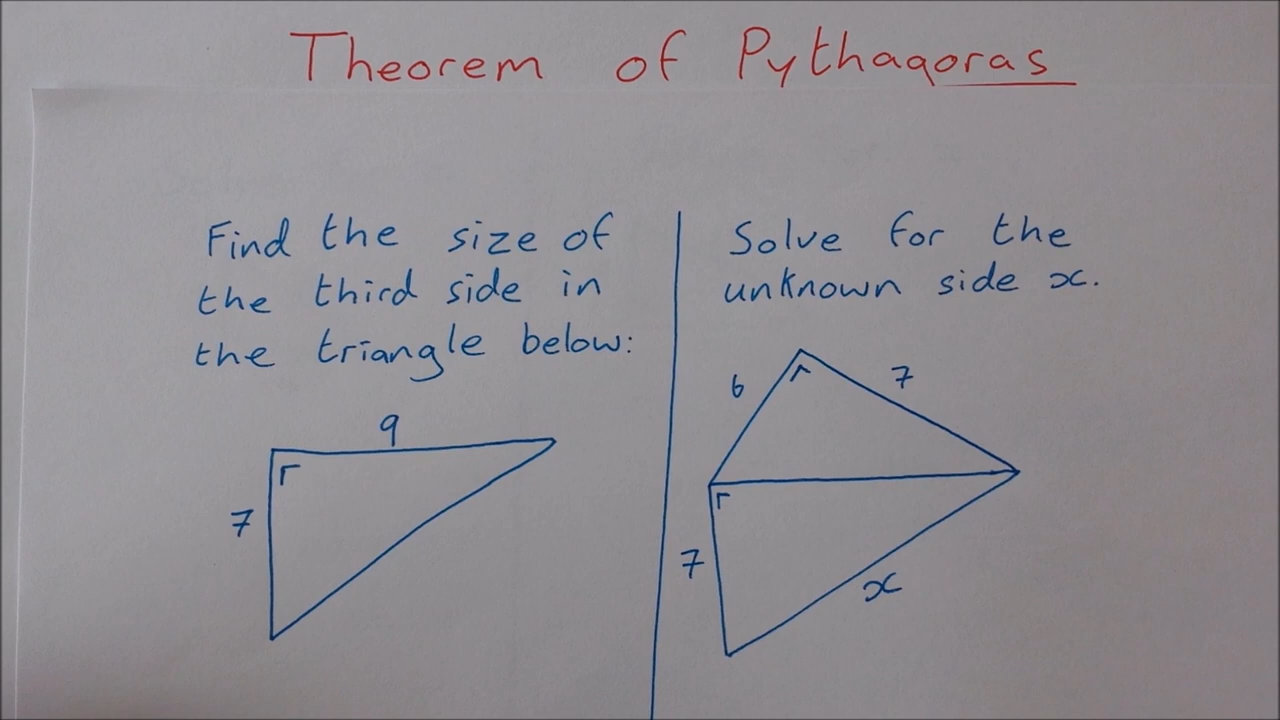 Theorem of Pythagoras
Find the size of
the third side in
the triangle below:
9
7
Solve for the
unknown side x.
6
7
7
x